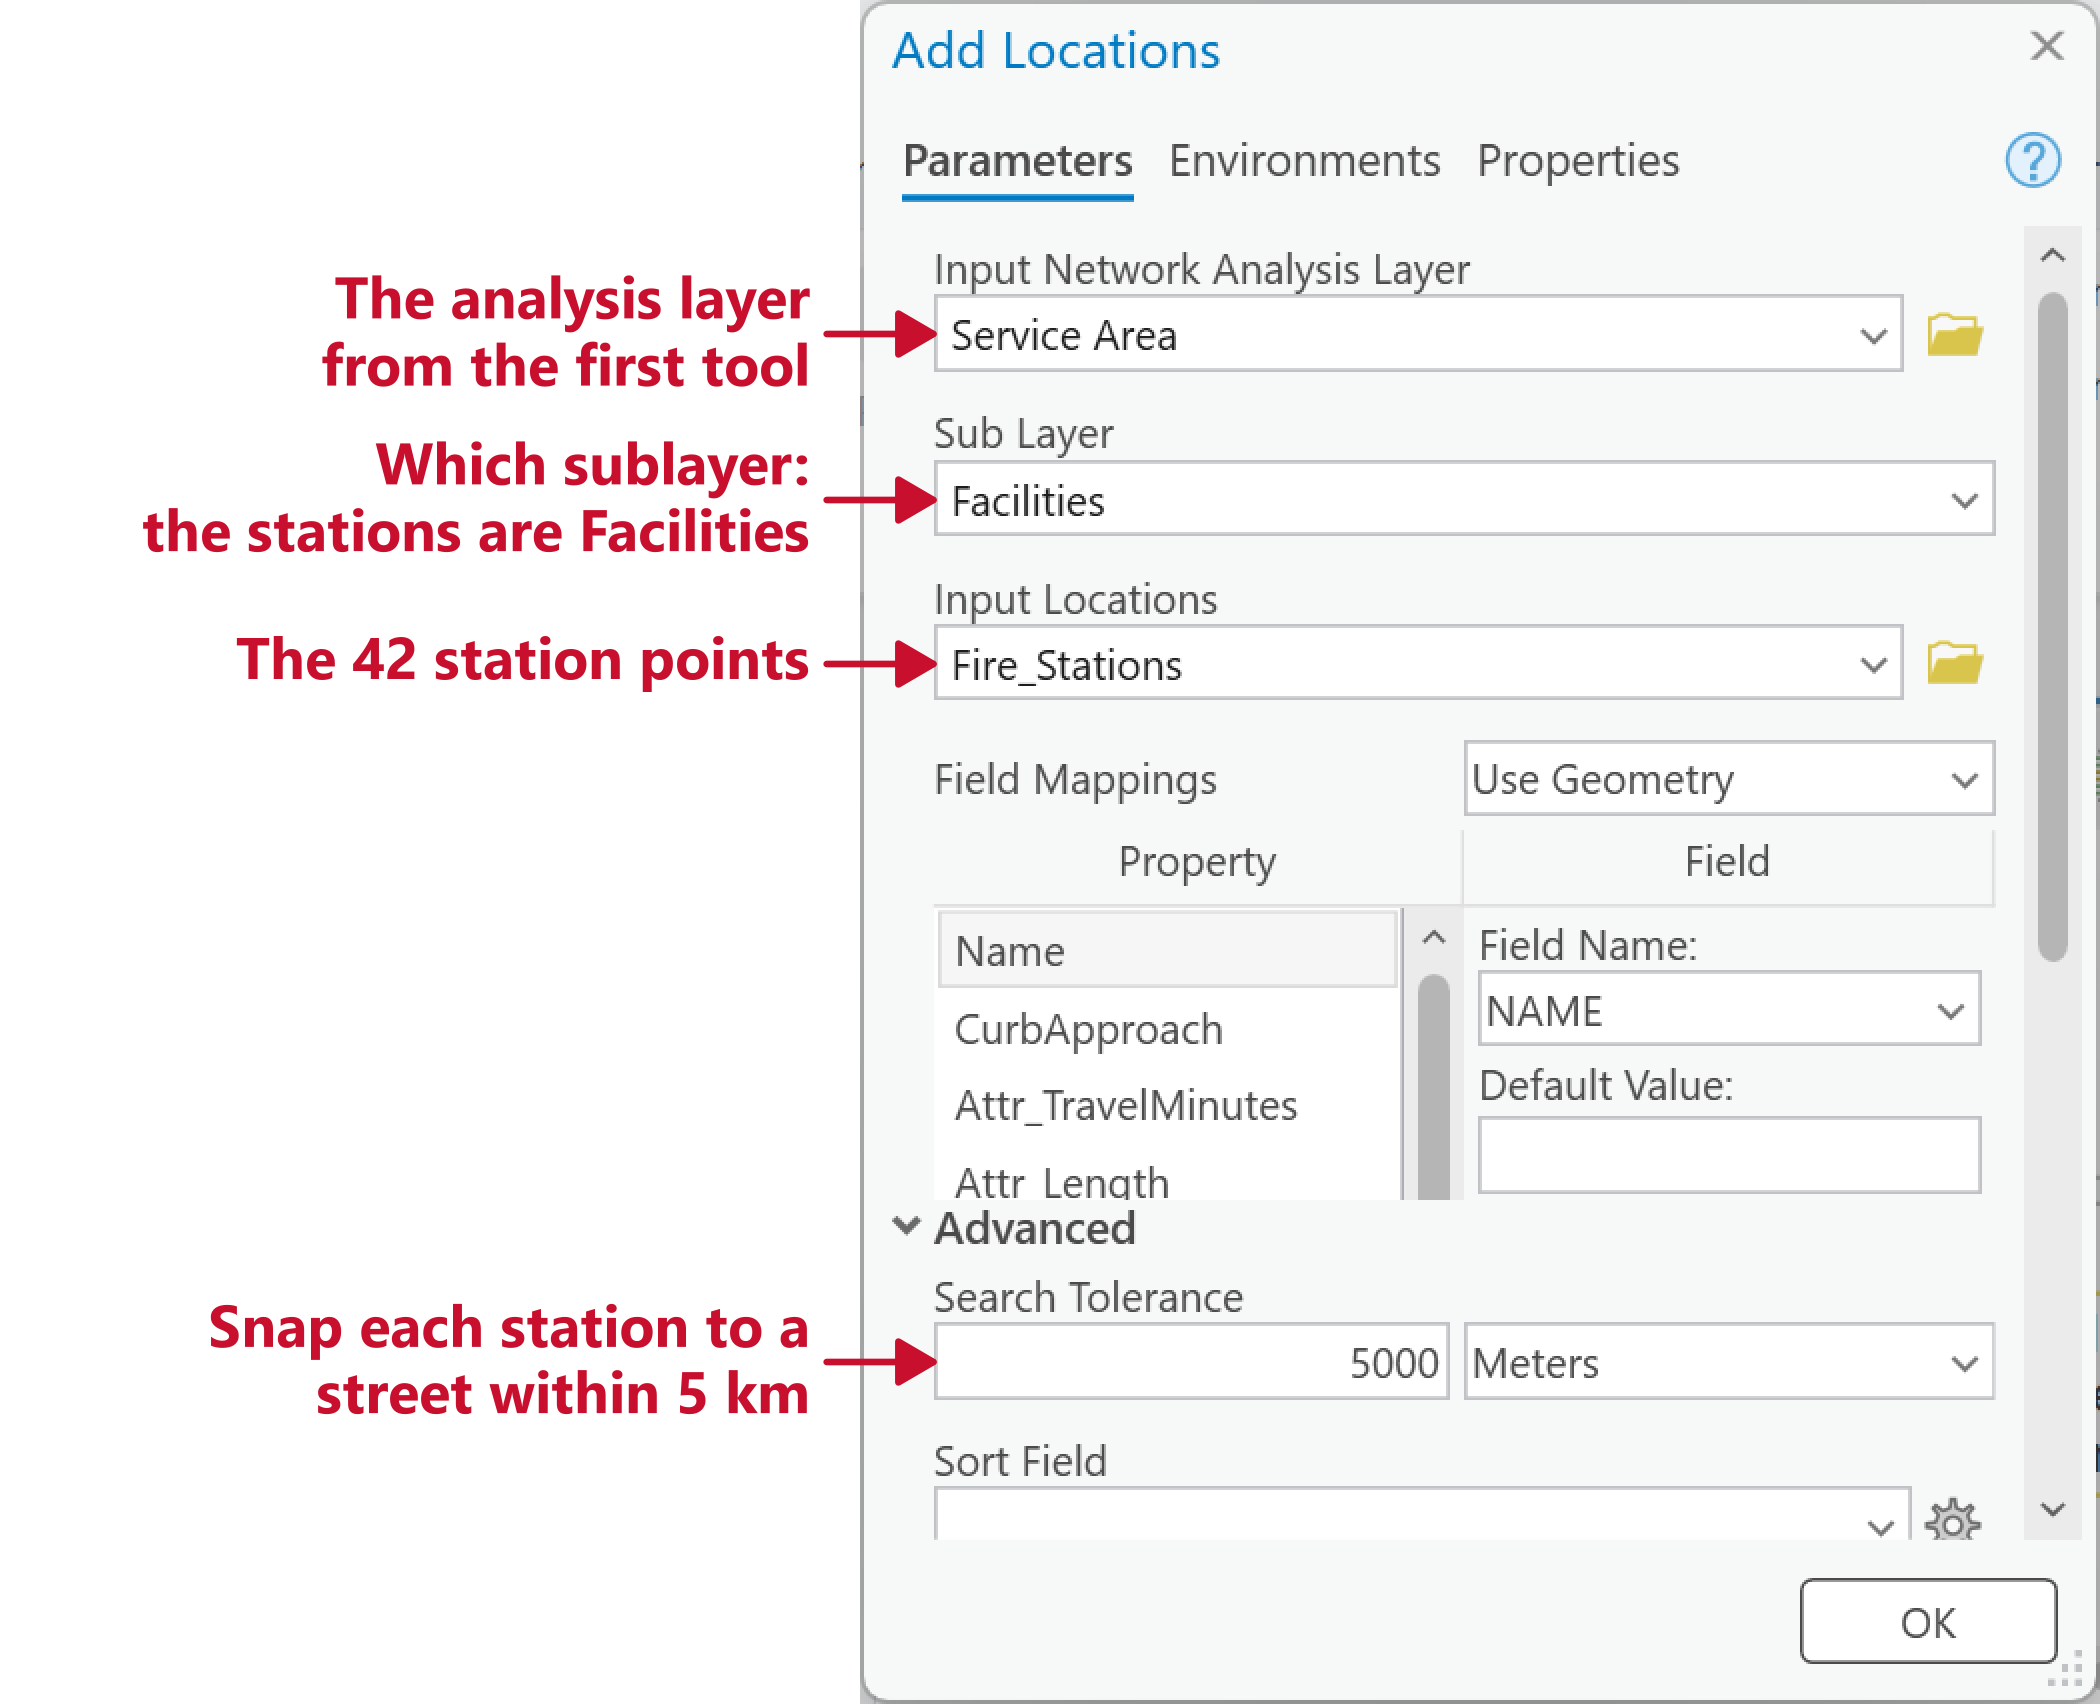 Add Locations
Parameters Environments Properties
The analysis layer
from the first tool
Input Network Analysis Layer
Service Area
Which sublayer:
the stations are Facilities
Sub Layer
Facilities
The 42 station points
Input Locations
Fire_Stations
Field Mappings
Use Geometry
Property
Field
Name
CurbApproach
Attr_TravelMinutes
Attr_Length
Field Name:
NAME
Default Value:
Advanced
Snap each station to a
street within 5 km
Search Tolerance
5000
Meters
Sort Field
OK